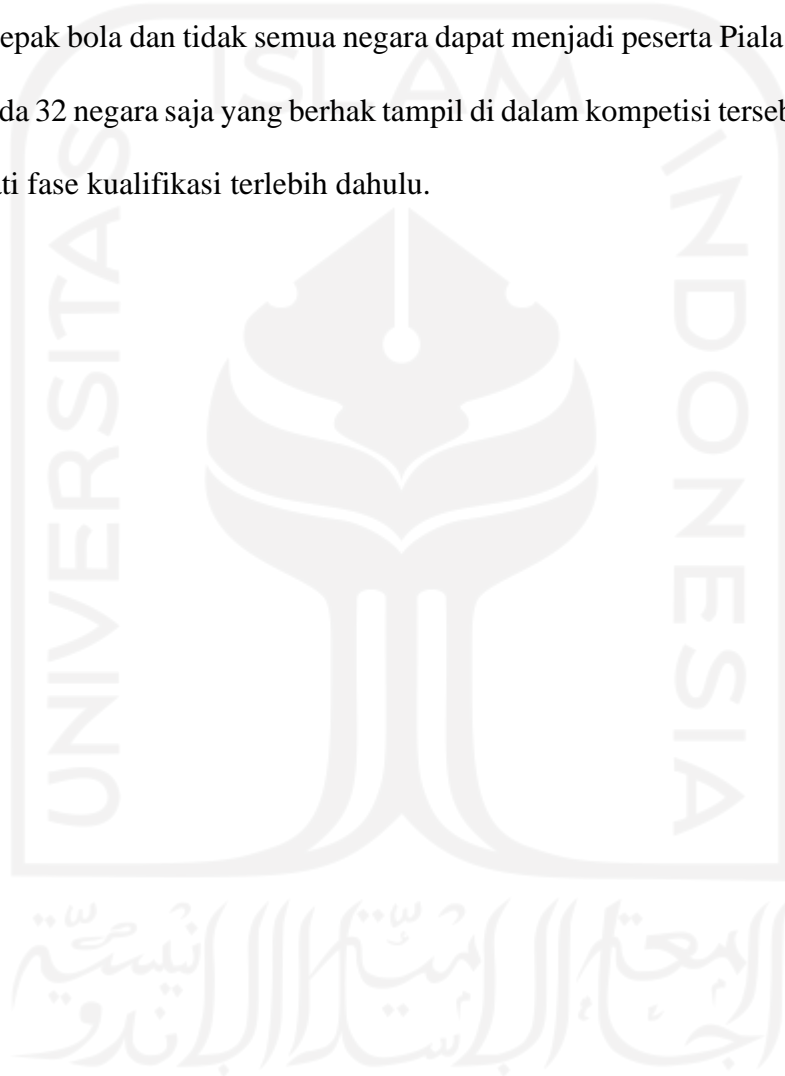 epak bola dan tidak semua negara dapat menjadi peserta Piala
da 32 negara saja yang berhak tampil di dalam kompetisi terseb
ti fase kualifikasi terlebih dahulu.
ISLAM
UNIVERSITAS
INDONESIA